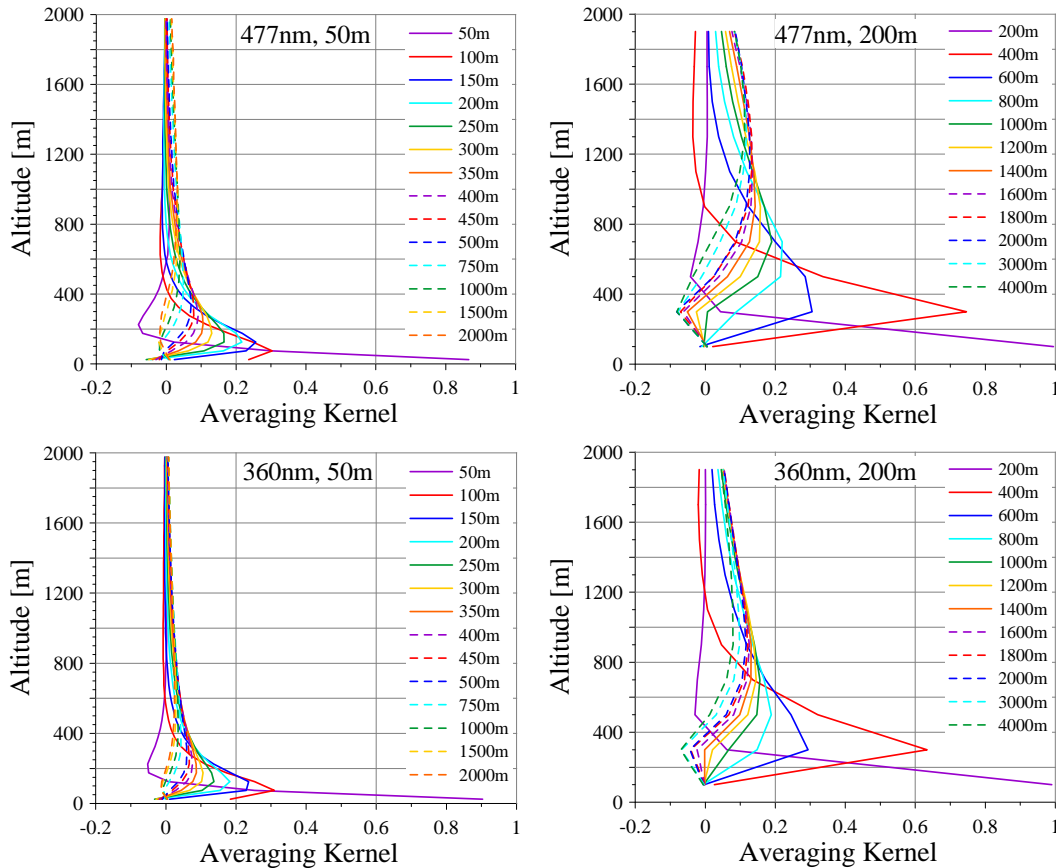 477nm, 50m
2000
1600
1200
800
400
0
Altitude [m]
-0.2 0 0.2 0.4 0.6 0.8 1
Averaging Kernel
50m
100m
150m
200m
250m
300m
350m
400m
450m
500m
750m
1000m
1500m
2000m
477nm, 200m
2000
1600
1200
800
400
0
Altitude [m]
-0.2 0 0.2 0.4 0.6 0.8 1
Averaging Kernel
200m
400m
600m
800m
1000m
1200m
1400m
1600m
1800m
2000m
3000m
4000m
360nm, 50m
2000
1600
1200
800
400
0
Altitude [m]
-0.2 0 0.2 0.4 0.6 0.8 1
Averaging Kernel
50m
100m
150m
200m
250m
300m
350m
400m
450m
500m
750m
1000m
1500m
2000m
360nm, 200m
2000
1600
1200
800
400
0
Altitude [m]
-0.2 0 0.2 0.4 0.6 0.8 1
Averaging Kernel
200m
400m
600m
800m
1000m
1200m
1400m
1600m
1800m
2000m
3000m
4000m